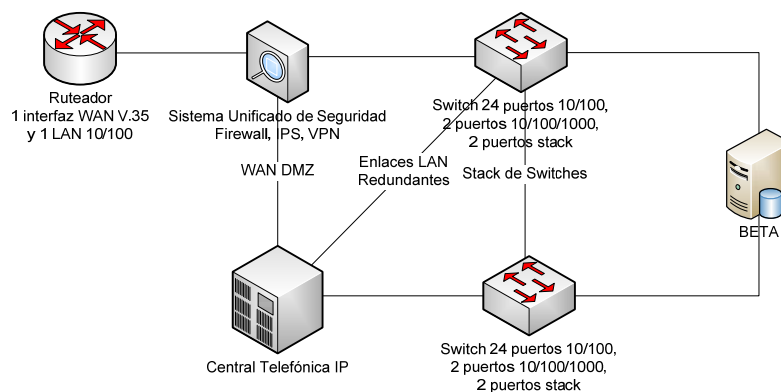 Ruteador
1 interfaz WAN V.35
y 1 LAN 10/100
Sistema Unificado de Seguridad
Firewall, IPS, VPN
Switch 24 puertos 10/100,
2 puertos 10/100/1000,
2 puertos stack
WAN DMZ
Enlaces LAN
Redundantes
Stack de Switches
BETA
Central Telefónica IP
Switch 24 puertos 10/100,
2 puertos 10/100/1000,
2 puertos stack